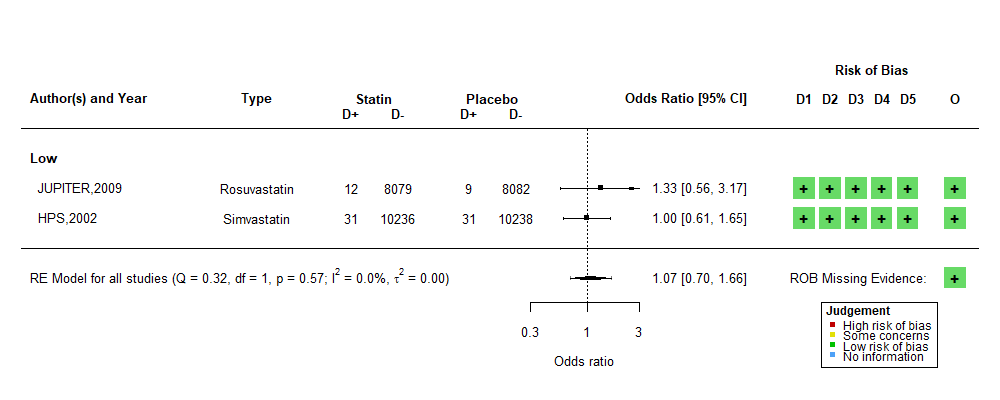 Risk of Bias
Author(s) and Year Type Statin Placebo Odds Ratio [95% CI] D1 D2 D3 D4 D5 O
D+ D- D+ D-
Low
JUPITER,2009 Rosuvastatin 12 8079 9 8082 1.33 [0.56, 3.17] + + + + + +
HPS,2002 Simvastatin 31 10236 31 10238 1.00 [0.61, 1.65] + + + + + +
RE Model for all studies (Q = 0.32, df = 1, p = 0.57; I² = 0.0%, τ² = 0.00) 1.07 [0.70, 1.66] ROB Missing Evidence: +
0.3 1 3
Odds ratio
Judgement
High risk of bias
Some concerns
Low risk of bias
No information